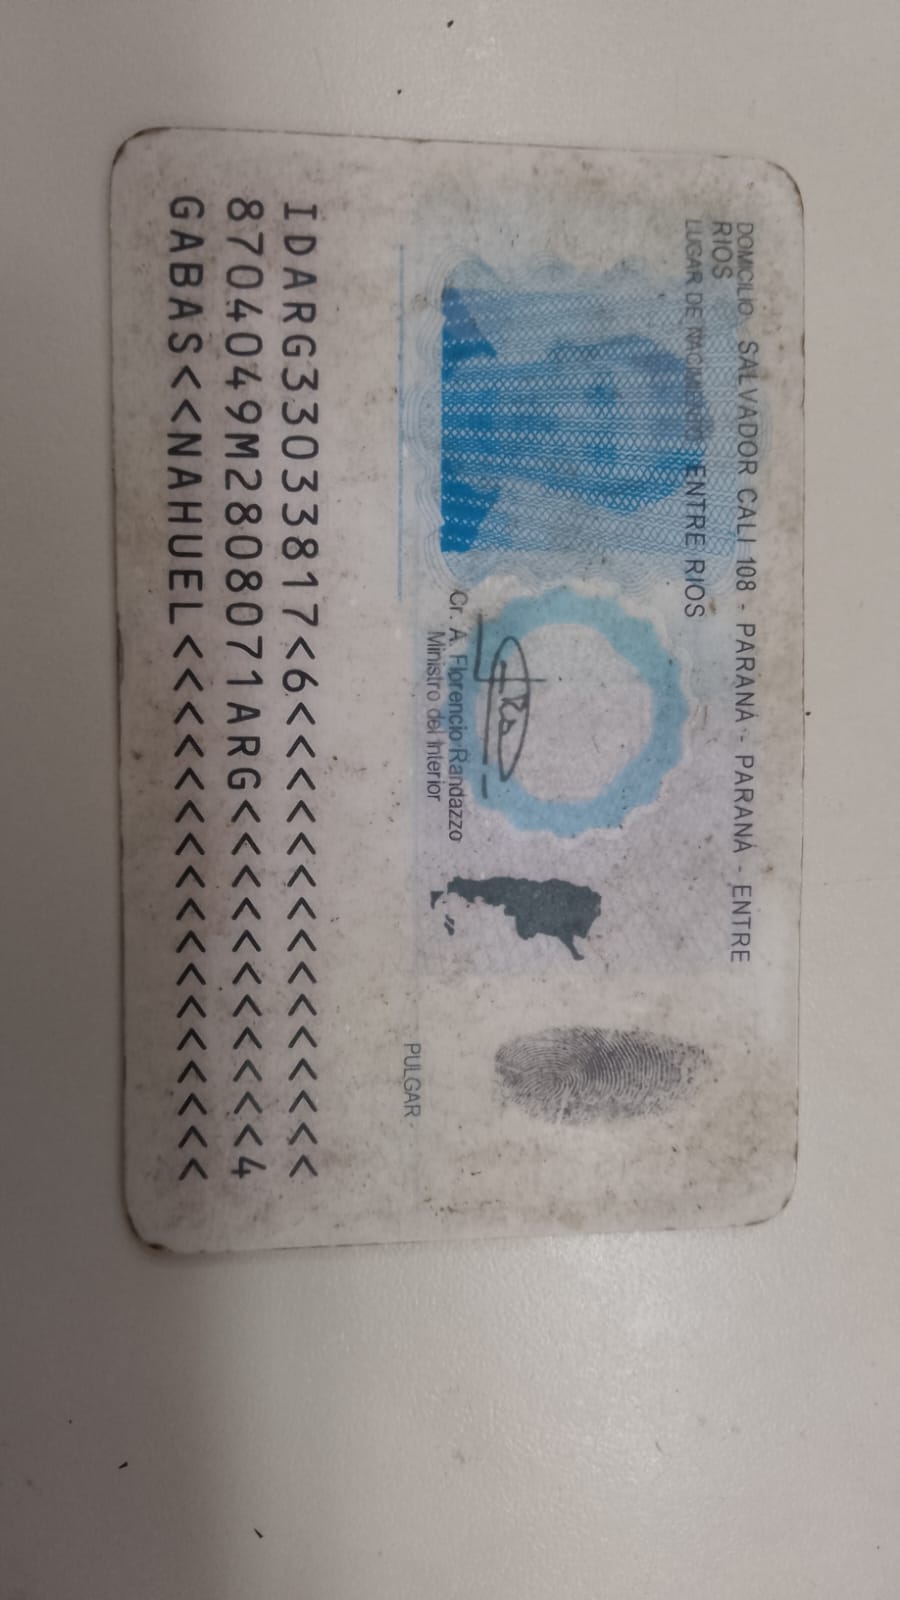 DOMICILIO SALVADOR CALI 108 - PARANÁ - PARANÁ - ENTRE
RIOS
LUGAR DE NACIMIENTO ENTRE RIOS
Cr. A. Florencio Randazzo
Ministro del Interior
PULGAR
IDARG33033817<6<<<<<<<<<<<<<<<
8704049M2808071ARG<<<<<<<<<<<4
GABAS<<NAHUEL<<<<<<<<<<<<<<<<<